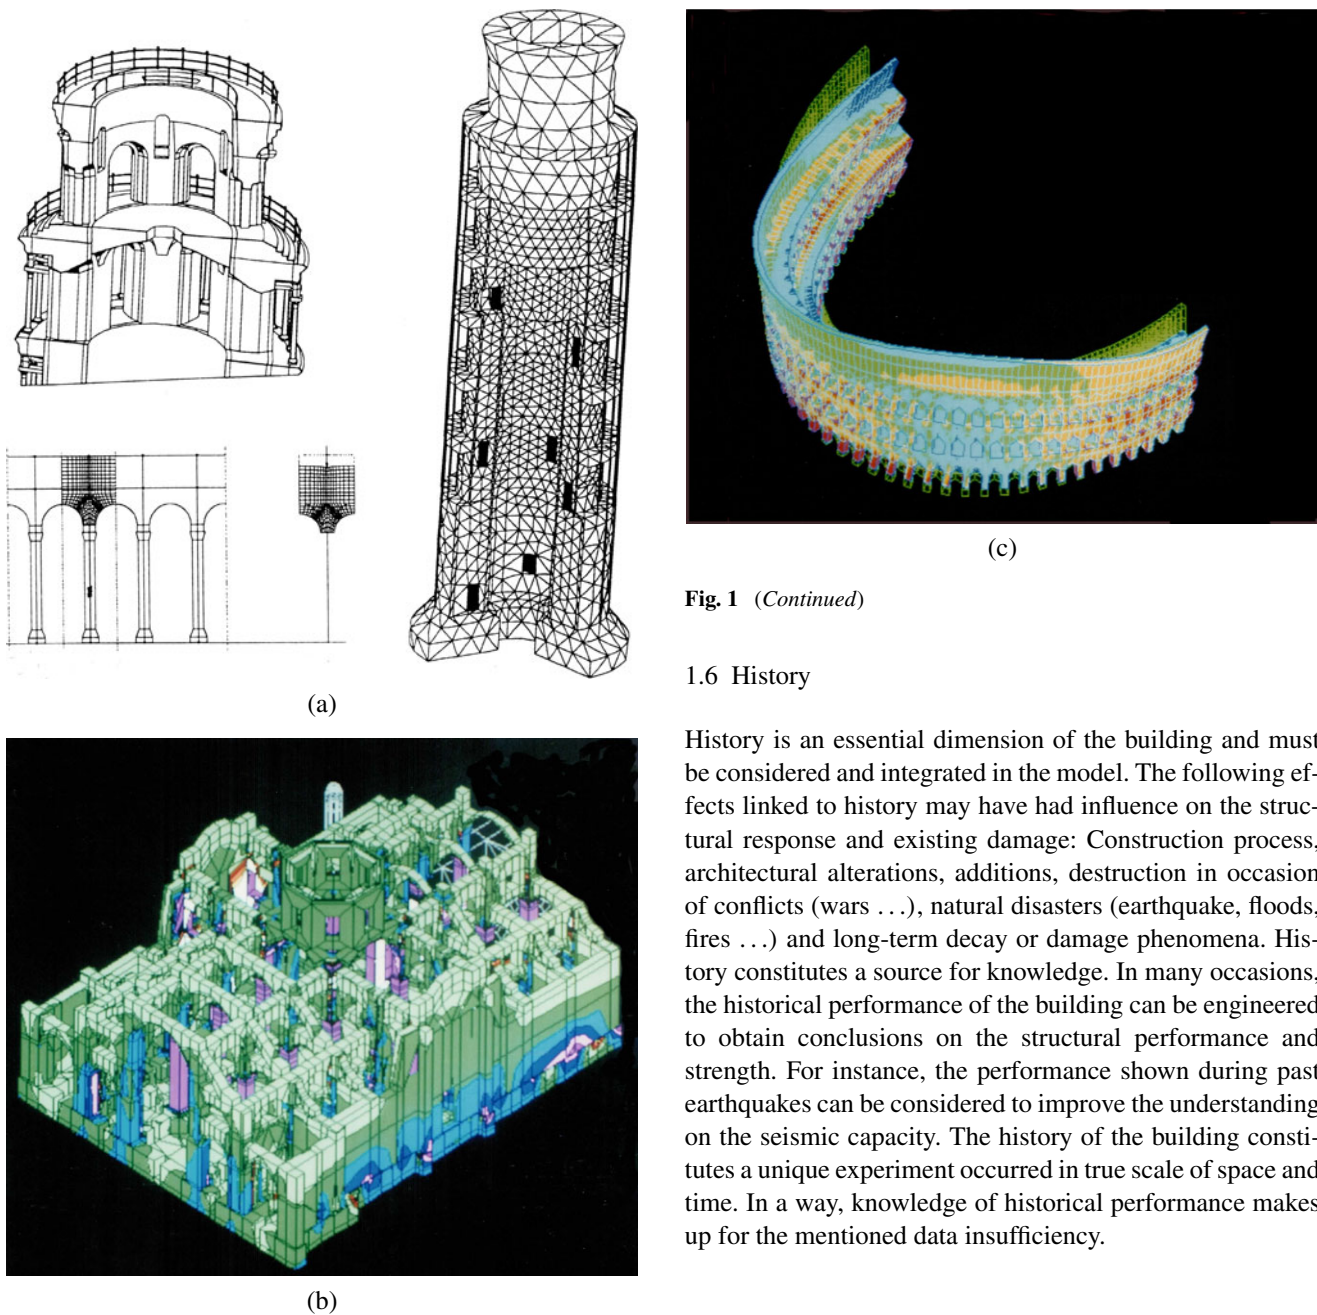 (a)
(b)
(c)
Fig. 1 (Continued)
1.6 History
History is an essential dimension of the building and must
be considered and integrated in the model. The following ef-
fects linked to history may have had influence on the struc-
tural response and existing damage: Construction process,
architectural alterations, additions, destruction in occasion
of conflicts (wars . . .), natural disasters (earthquake, floods,
fires . . .) and long-term decay or damage phenomena. His-
tory constitutes a source for knowledge. In many occasions,
the historical performance of the building can be engineered
to obtain conclusions on the structural performance and
strength. For instance, the performance shown during past
earthquakes can be considered to improve the understanding
on the seismic capacity. The history of the building consti-
tutes a unique experiment occurred in true scale of space and
time. In a way, knowledge of historical performance makes
up for the mentioned data insufficiency.